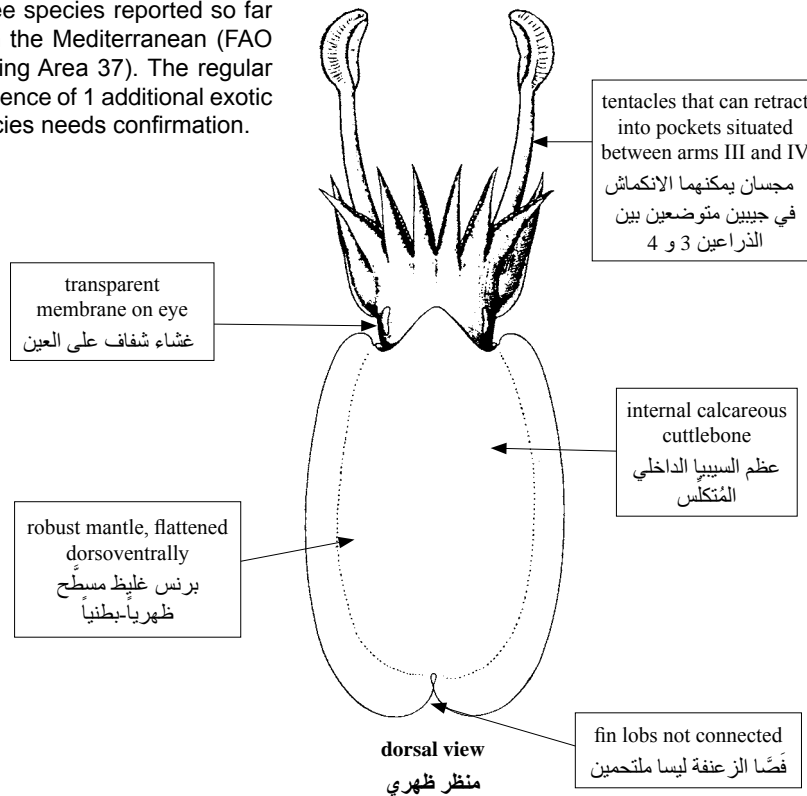 ee species reported so far
the Mediterranean (FAO
ing Area 37). The regular
ence of 1 additional exotic
cies needs confirmation.
tentacles that can retract
into pockets situated
between arms III and IV
مجسان يمكنهما الانكماش
في جيبين متوضعين بين
الذراعين 3 و 4
transparent
membrane on eye
غشاء شفاف على العين
internal calcareous
cuttlebone
عظم السيبيا الداخلي
المُتكلِّس
robust mantle, flattened
dorsoventrally
برنس غليظ مسطَّح
ظهرياً-بطنياً
fin lobs not connected
فَصَّا الزعنفة ليسا ملتحمين
dorsal view
منظر ظهري